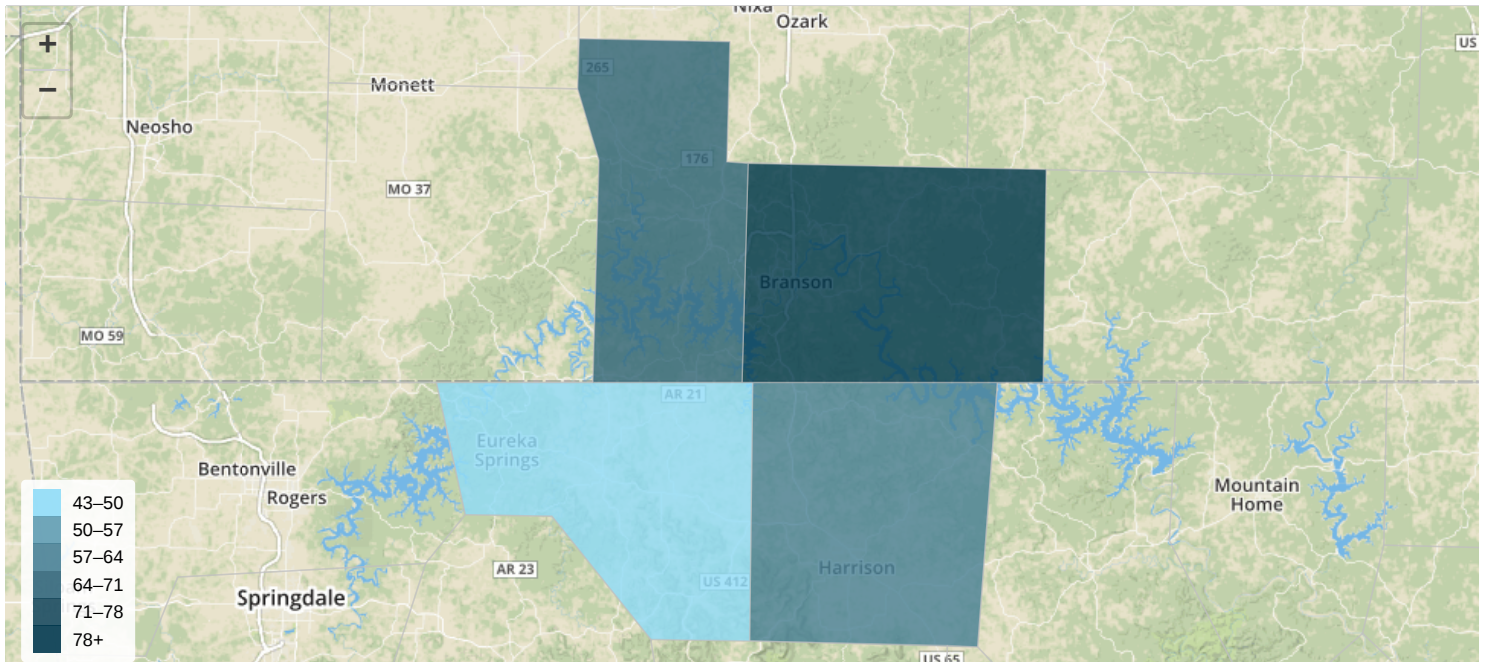 Nixa
Ozark
US
+
−
265
Monett
Neosho
176
MO 37
Branson
MO 59
AR 21
Eureka
Springs
Bentonville
Rogers
Mountain
Home
Harrison
AR 23
US 412
Springdale
US 65
43–50
50–57
57–64
64–71
71–78
78+